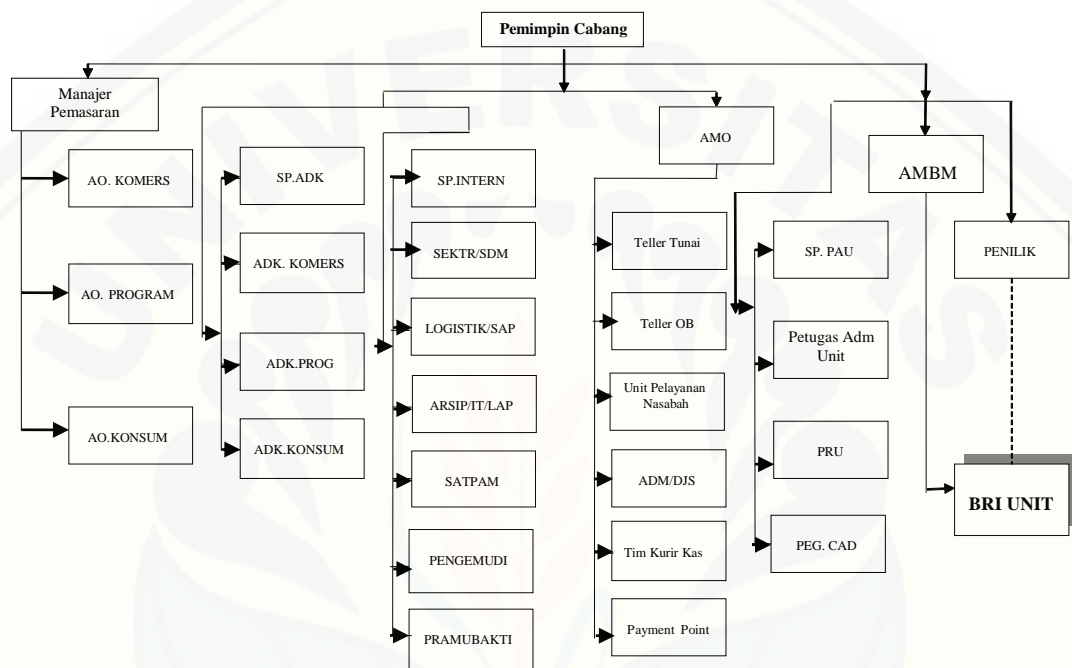 Pemimpin Cabang
Manajer
Pemasaran
AO. KOMERS
AO. PROGRAM
AO.KONSUM
SP.ADK
ADK. KOMERS
ADK.PROG
ADK.KONSUM
SP.INTERN
SEKTR/SDM
LOGISTIK/SAP
ARSIP/IT/LAP
SATPAM
PENGEMUDI
PRAMUBAKTI
AMO
Teller Tunai
Teller OB
Unit Pelayanan
Nasabah
ADM/DJS
Tim Kurir Kas
Payment Point
AMBM
SP. PAU
Petugas Adm
Unit
PRU
PEG. CAD
PENILIK
BRI UNIT
UNIVERSITAS